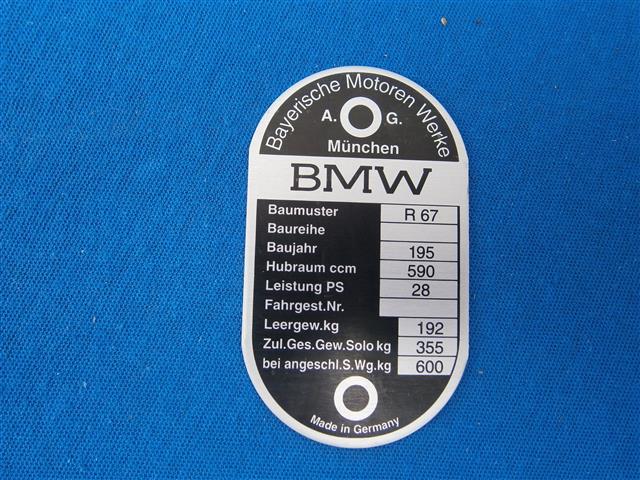 Bayerische Motoren Werke
A. G.
München
BMW
Baumuster R 67
Baureihe
Baujahr 195
Hubraum ccm 590
Leistung PS 28
Fahrgest.Nr.
Leergew.kg 192
Zul.Ges.Gew.Solo kg 355
bei angeschl.S.Wg.kg 600
Made in Germany